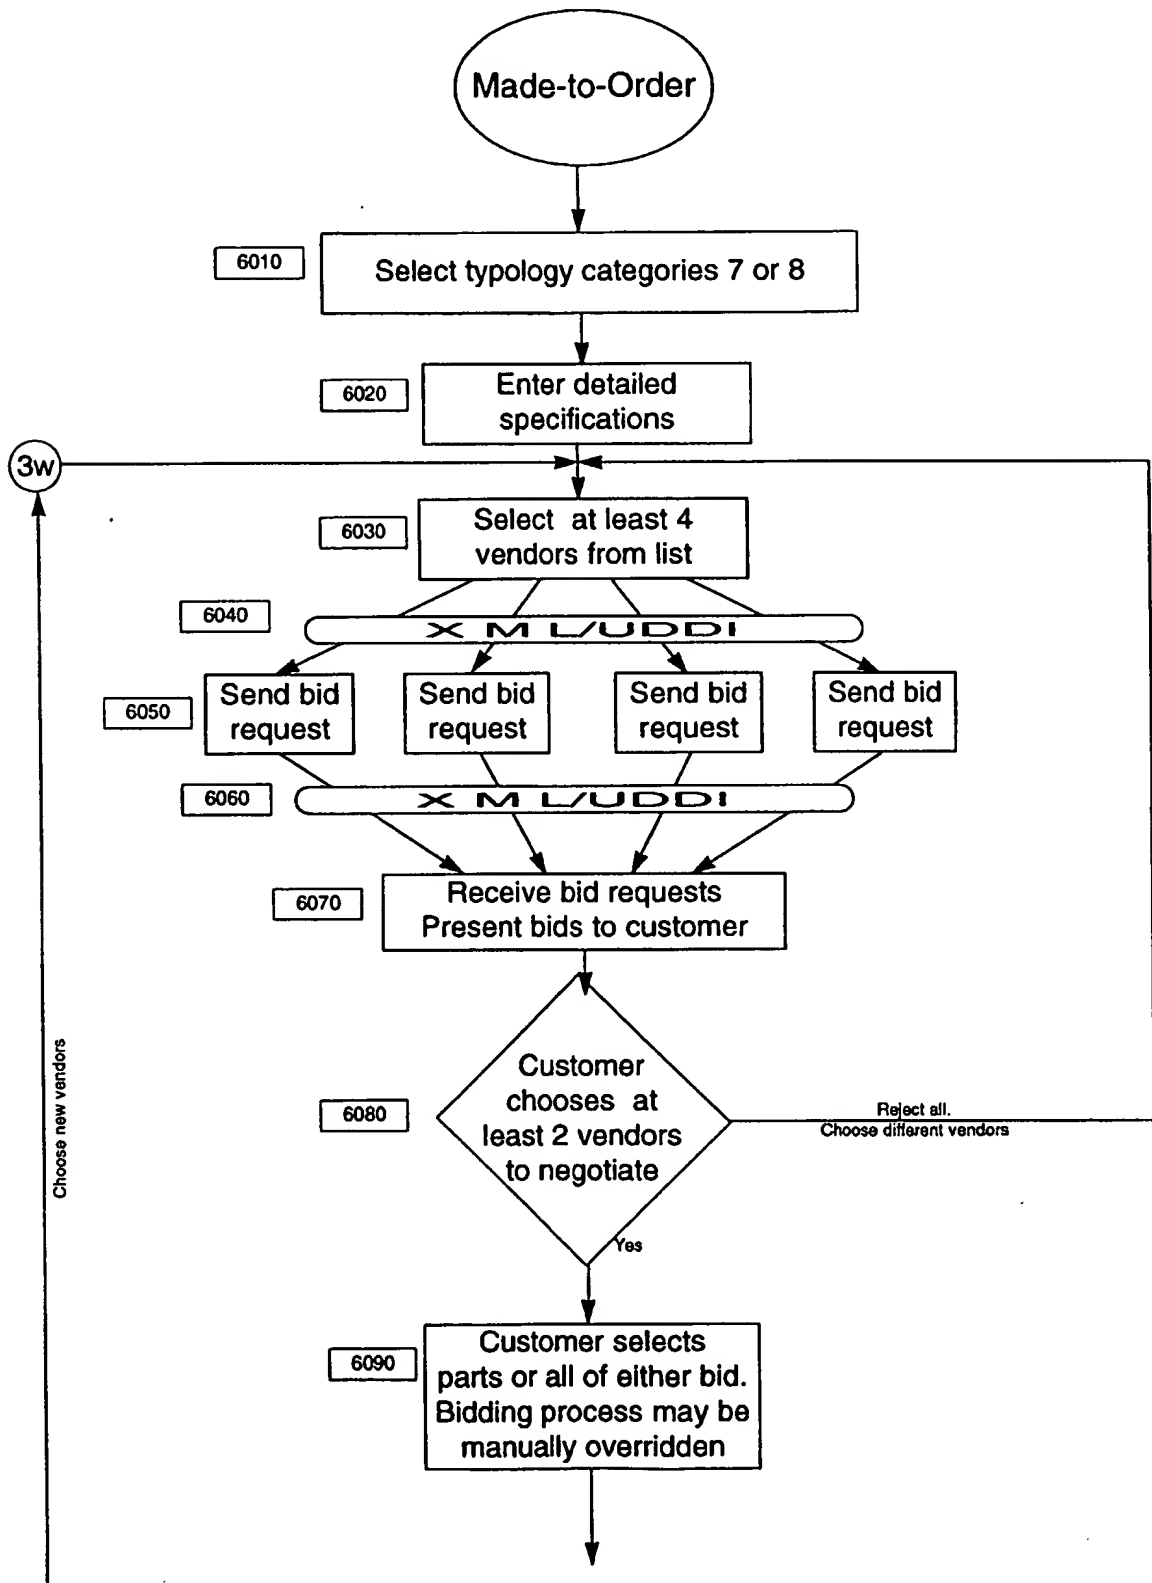 Made-to-Order
6010
Select typology categories 7 or 8
6020
Enter detailed
specifications
3w
6030
Select at least 4
vendors from list
6040
X M L/UDDI
6050
Send bid
request
Send bid
request
Send bid
request
Send bid
request
6060
X M L/UDDI
6070
Receive bid requests
Present bids to customer
Choose new vendors
6080
Customer
chooses at
least 2 vendors
to negotiate
Reject all.
Choose different vendors
Yes
6090
Customer selects
parts or all of either bid.
Bidding process may be
manually overridden